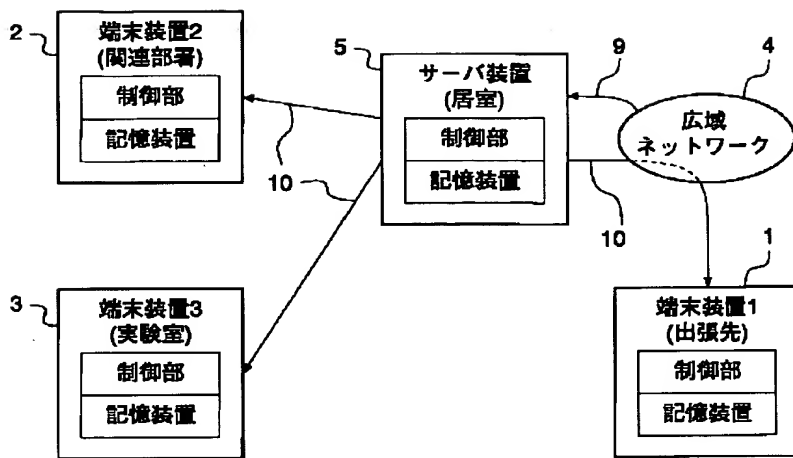 2
端末装置2
(関連部署)
制御部
記憶装置
5
サーバ装置
(居室)
制御部
記憶装置
9
4
広域
ネットワーク
10
10
10
3
端末装置3
(実験室)
制御部
記憶装置
1
端末装置1
(出張先)
制御部
記憶装置